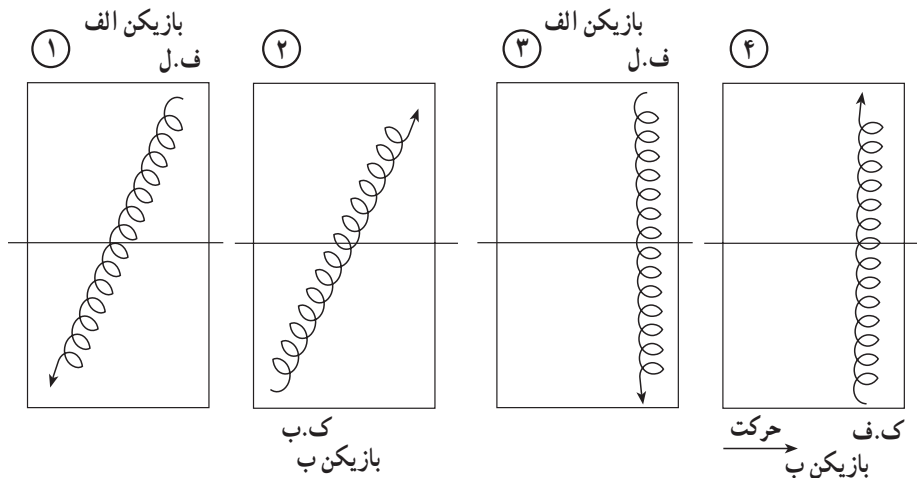 بازیکن الف
۱
ف.ل
۲
بازیکن الف
۳
ف.ل
۴
ک.ب
بازیکن ب
حرکت
ک.ف
بازیکن ب